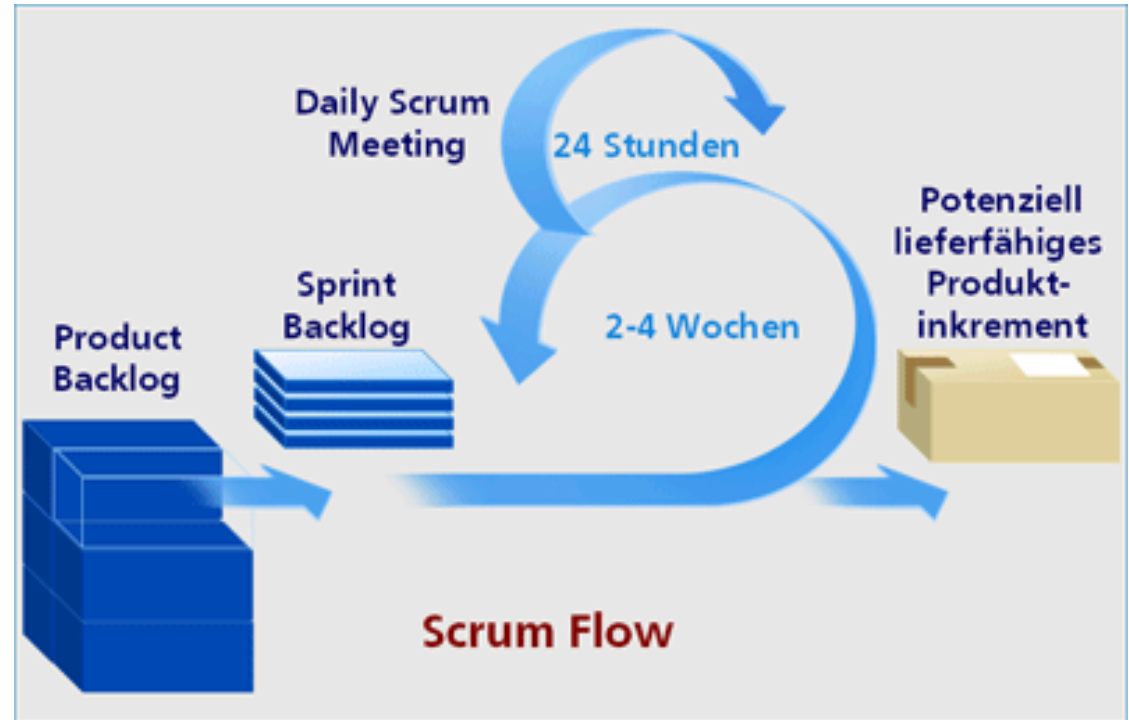 Daily Scrum
Meeting
24 Stunden
Potenziell
lieferfähiges
Produkt-
inkrement
Sprint
Backlog
2-4 Wochen
Product
Backlog
Scrum Flow